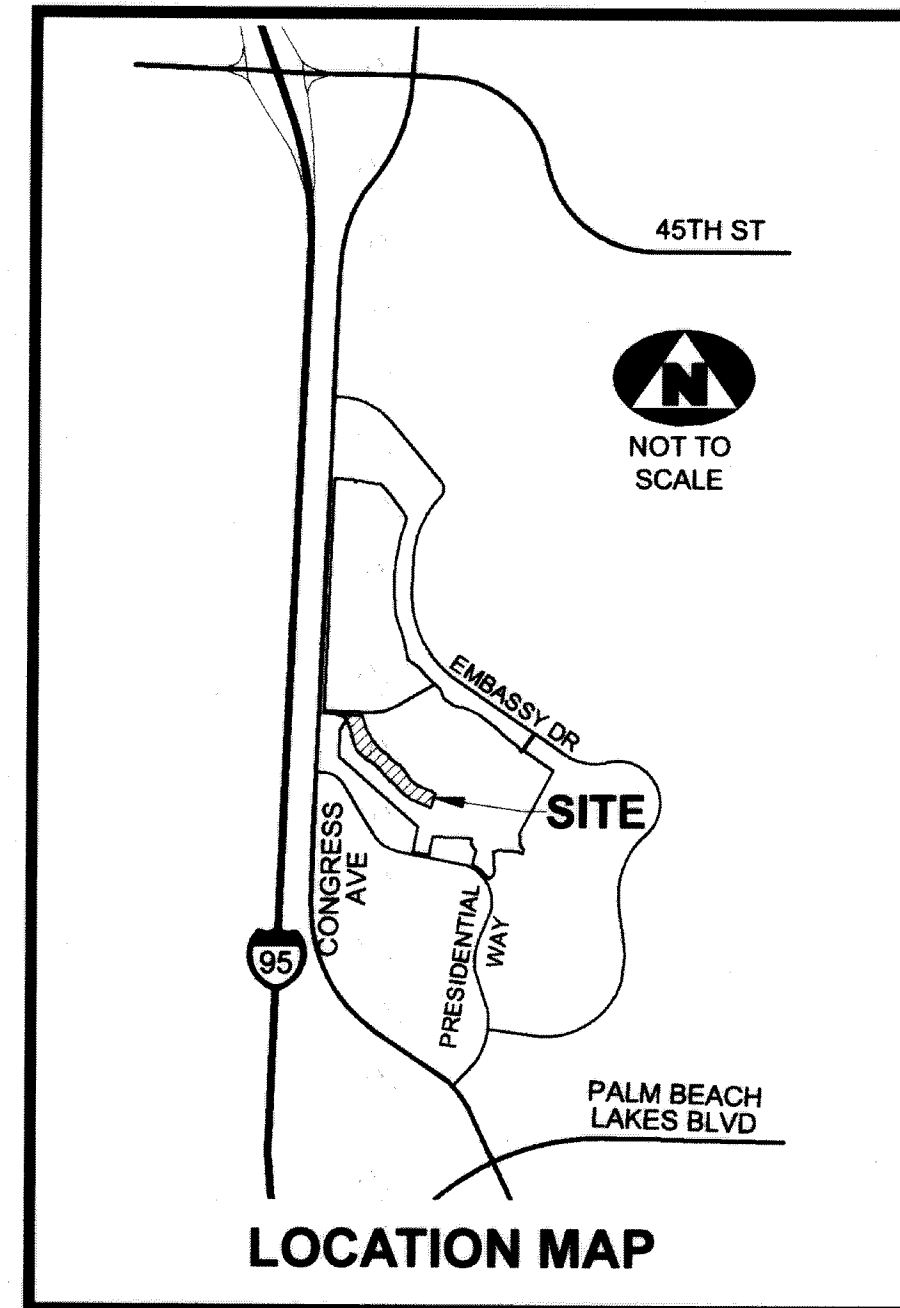 45TH ST
N
NOT TO
SCALE
EMBASSY DR
SITE
CONGRESS
AVE
PRESIDENTIAL
WAY
95
PALM BEACH
LAKES BLVD
LOCATION MAP